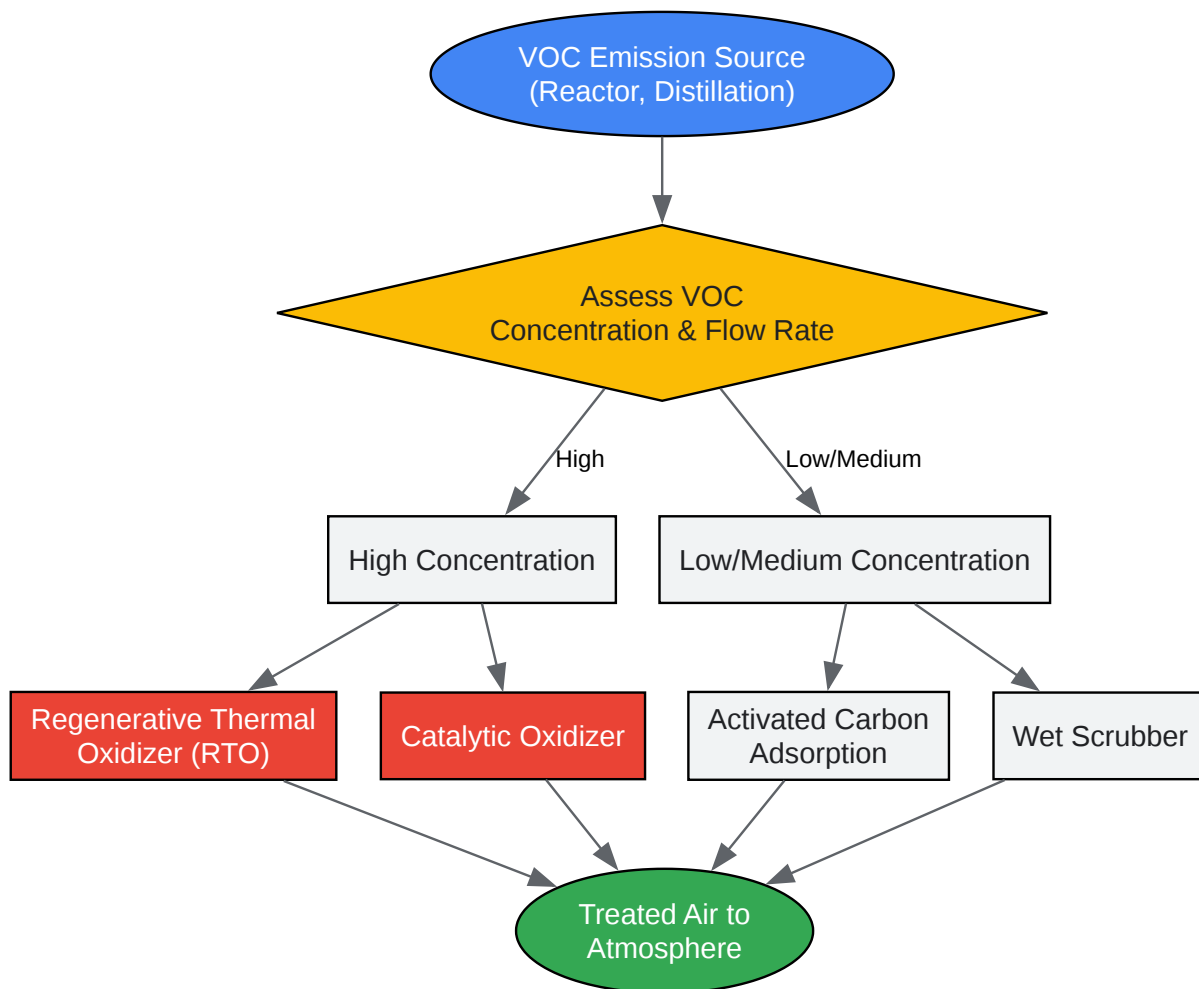 VOC Emission Source
(Reactor, Distillation)
Assess VOC
Concentration & Flow Rate
High
Low/Medium
High Concentration
Low/Medium Concentration
Regenerative Thermal
Oxidizer (RTO)
Catalytic Oxidizer
Activated Carbon
Adsorption
Wet Scrubber
Treated Air to
Atmosphere